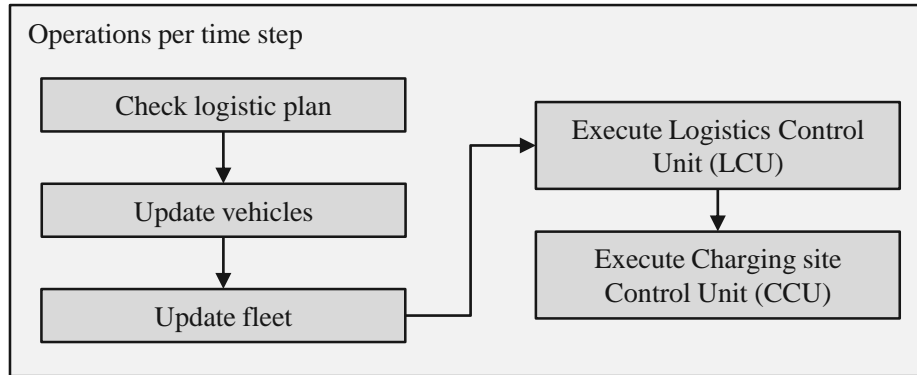 Operations per time step
Check logistic plan
Update vehicles
Update fleet
Execute Logistics Control
Unit (LCU)
Execute Charging site
Control Unit (CCU)